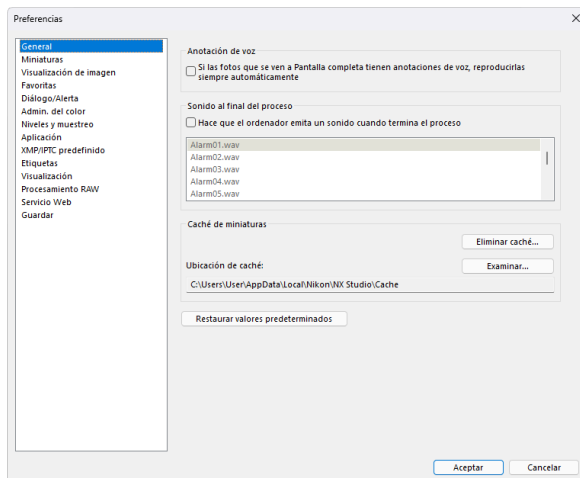 Preferencias
General
Miniaturas
Visualización de imagen
Favoritas
Diálogo/Alerta
Admin. del color
Niveles y muestreo
Aplicación
XMP/IPTC predefinido
Etiquetas
Visualización
Procesamiento RAW
Servicio Web
Guardar
Anotación de voz
Si las fotos que se ven a Pantalla completa tienen anotaciones de voz, reproducirlas
siempre automáticamente
Sonido al final del proceso
Hace que el ordenador emita un sonido cuando termina el proceso
Alarm01.wav
Alarm02.wav
Alarm03.wav
Alarm04.wav
Alarm05.wav
Caché de miniaturas
Eliminar caché...
Ubicación de caché:
Examinar...
C:\Users\User\AppData\Local\Nikon\NX Studio\Cache
Restaurar valores predeterminados
Aceptar
Cancelar